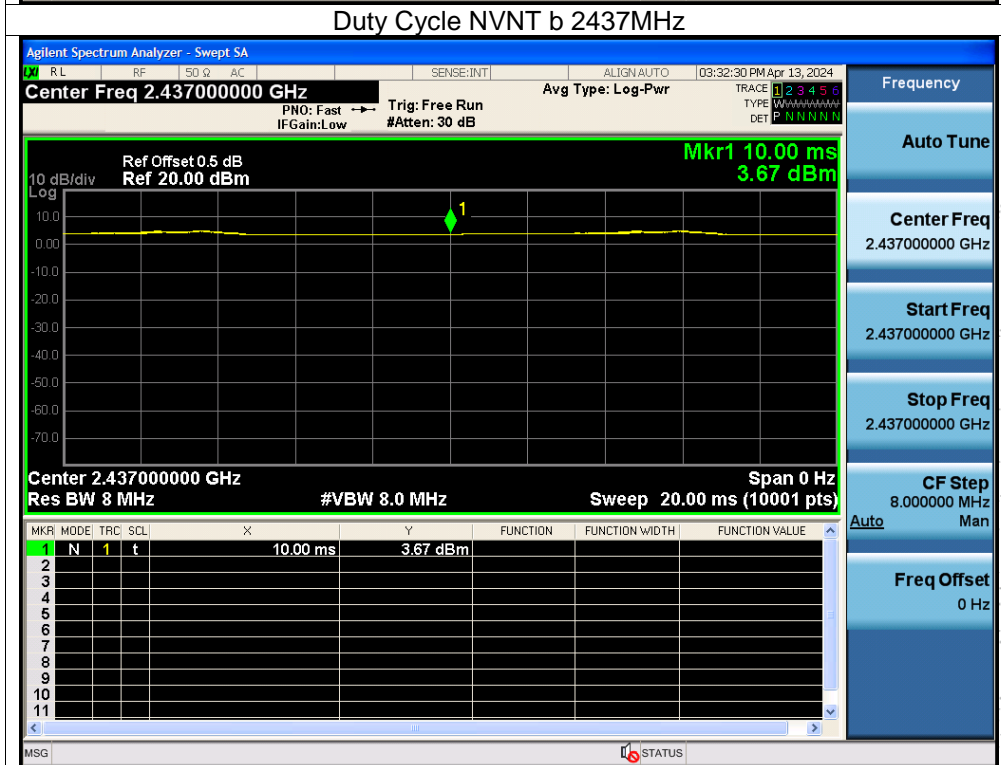 Duty Cycle NVNT b 2437MHz
Agilent Spectrum Analyzer - Swept SA
LXI RL RF 50 Ω AC SENSE:INT ALIGN AUTO 03:32:30 PM Apr 13, 2024
Center Freq 2.437000000 GHz
PNO: Fast
IFGain:Low
Trig: Free Run
#Atten: 30 dB
Avg Type: Log-Pwr
TRACE 1 2 3 4 5 6
TYPE WWWWWW
DET P N N N N N
Ref Offset 0.5 dB
10 dB/div Ref 20.00 dBm
Log
Mkr1 10.00 ms
3.67 dBm
1
10.0
0.00
-10.0
-20.0
-30.0
-40.0
-50.0
-60.0
-70.0
Center 2.437000000 GHz Span 0 Hz
Res BW 8 MHz #VBW 8.0 MHz Sweep 20.00 ms (10001 pts)
MKR MODE TRC SCL X Y FUNCTION FUNCTION WIDTH FUNCTION VALUE
1 N 1 t 10.00 ms 3.67 dBm
2
3
4
5
6
7
8
9
10
11
MSG STATUS
Frequency
Auto Tune
Center Freq
2.437000000 GHz
Start Freq
2.437000000 GHz
Stop Freq
2.437000000 GHz
CF Step
8.000000 MHz
Auto Man
Freq Offset
0 Hz